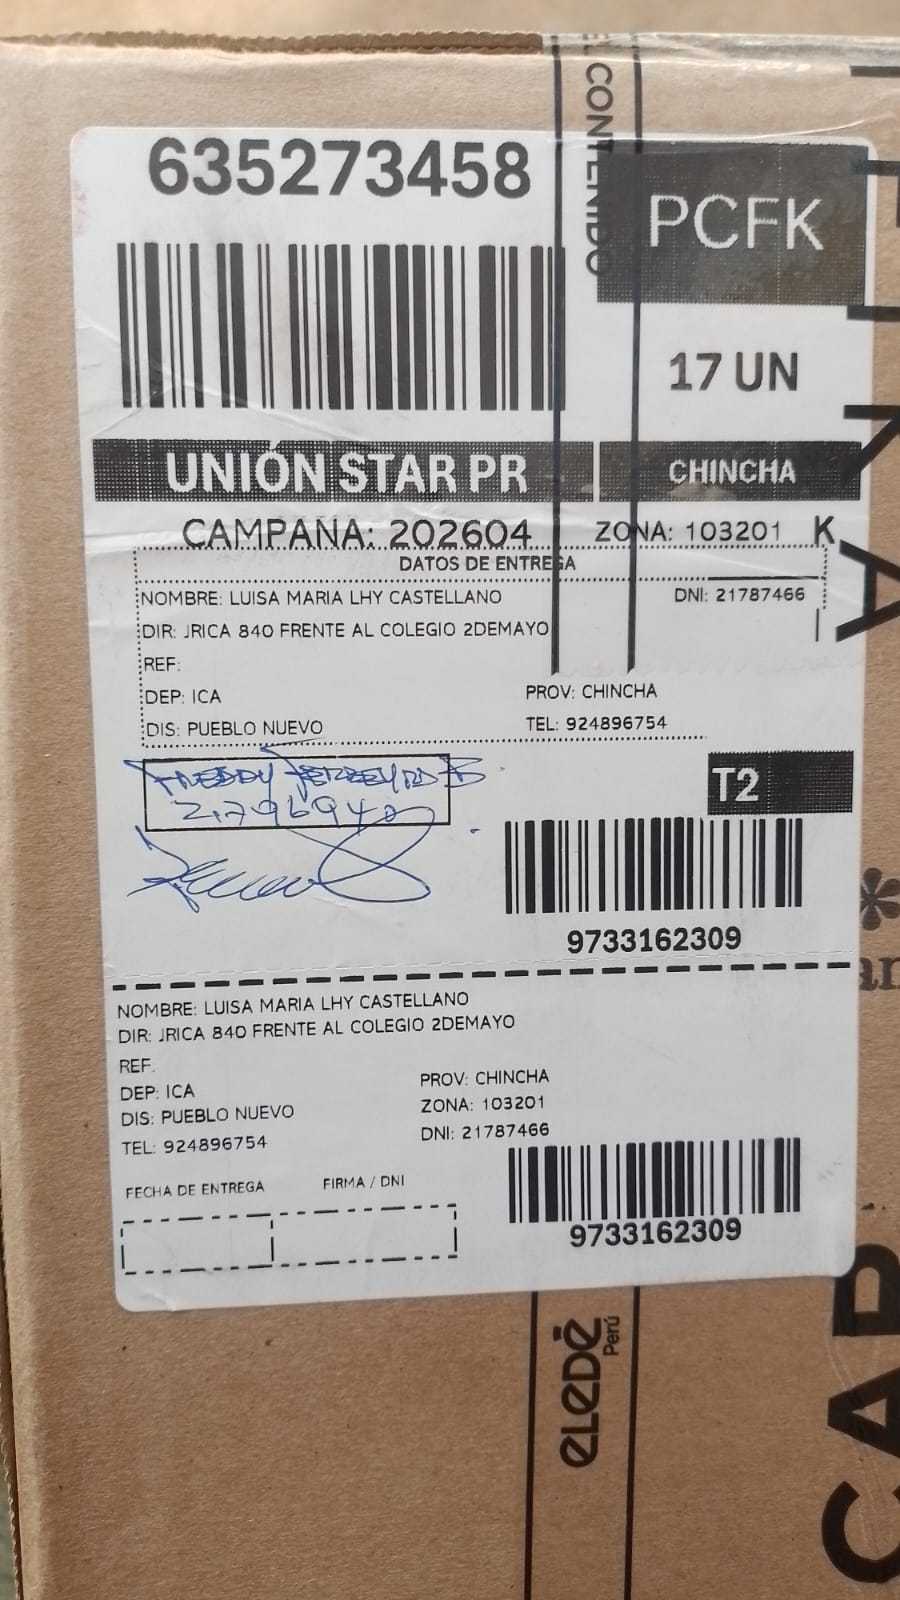 EL CONTENIDO
635273458
PCFK
17 UN
UNIÓN STAR PR
CHINCHA
CAMPAÑA: 202604
ZONA: 103201 K
DATOS DE ENTREGA
NOMBRE: LUISA MARIA LHY CASTELLANO
DNI: 21787466
DIR: JRICA 840 FRENTE AL COLEGIO 2DEMAYO
REF:
DEP: ICA
PROV: CHINCHA
DIS: PUEBLO NUEVO
TEL: 924896754
FREDDY
T2
9733162309
NOMBRE: LUISA MARIA LHY CASTELLANO
DIR: JRICA 840 FRENTE AL COLEGIO 2DEMAYO
REF.
DEP: ICA
PROV: CHINCHA
DIS: PUEBLO NUEVO
ZONA: 103201
TEL: 924896754
DNI: 21787466
FECHA DE ENTREGA
FIRMA / DNI
9733162309
eLeDē
Perú